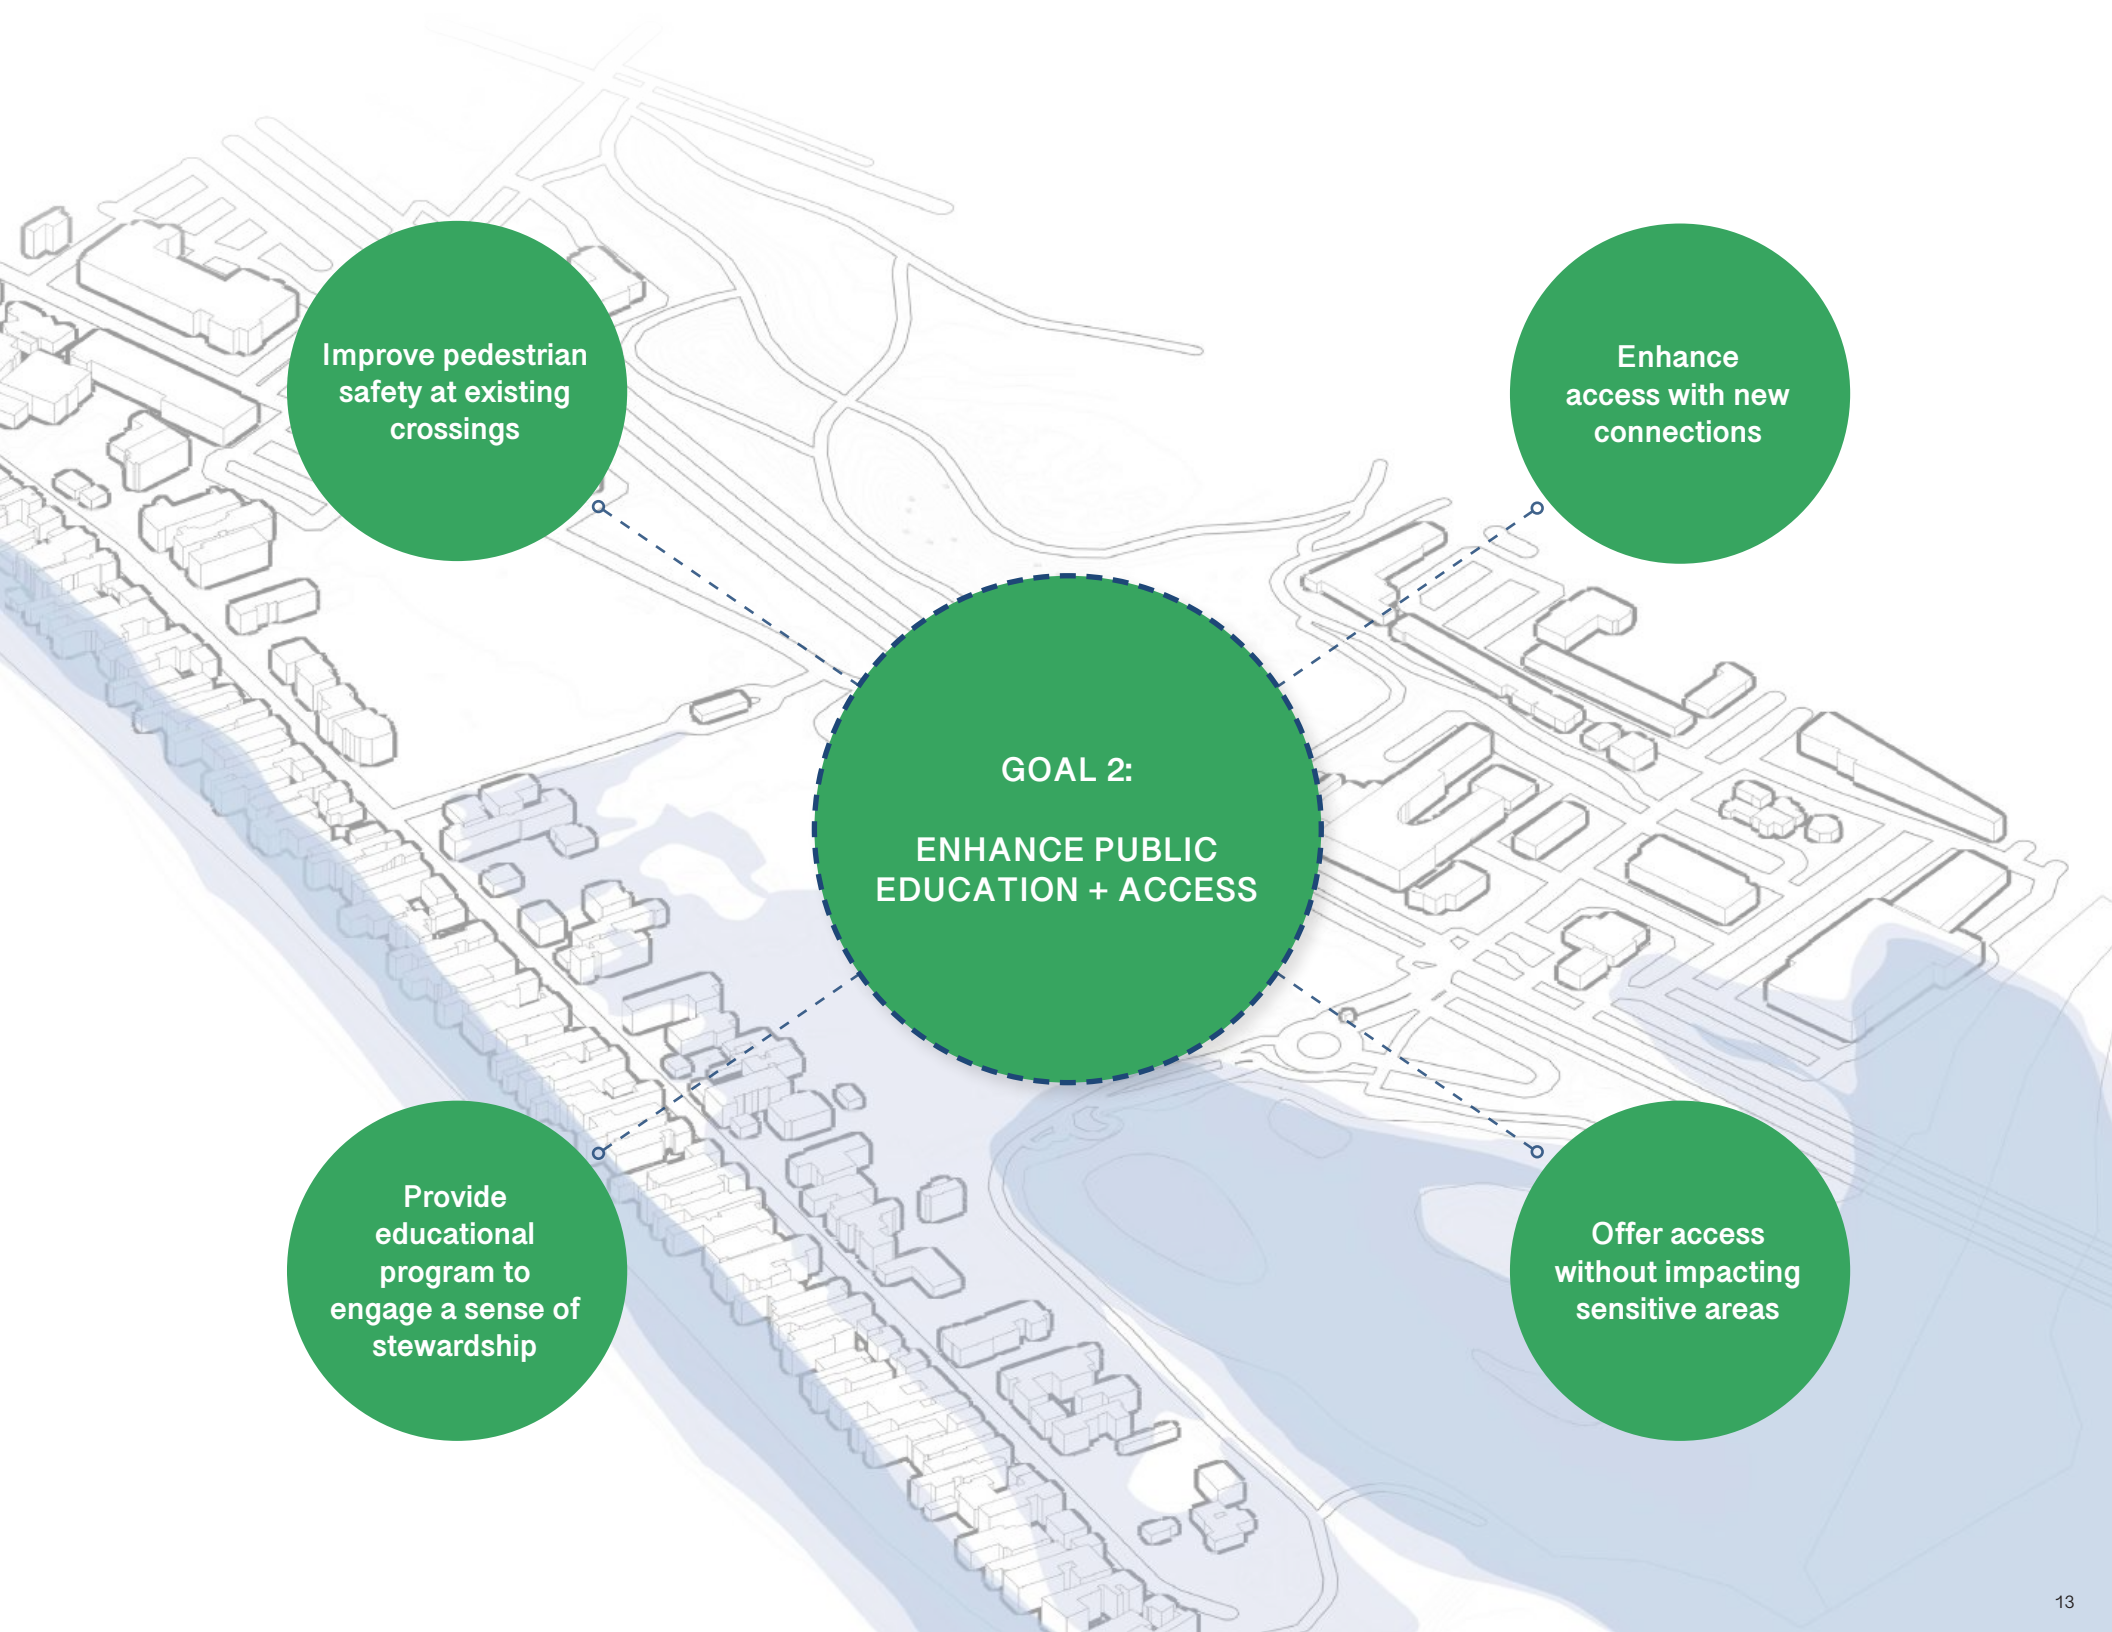 Improve pedestrian
safety at existing
crossings
Enhance
access with new
connections
GOAL 2:
ENHANCE PUBLIC
EDUCATION + ACCESS
Provide
educational
program to
engage a sense of
stewardship
Offer access
without impacting
sensitive areas
13